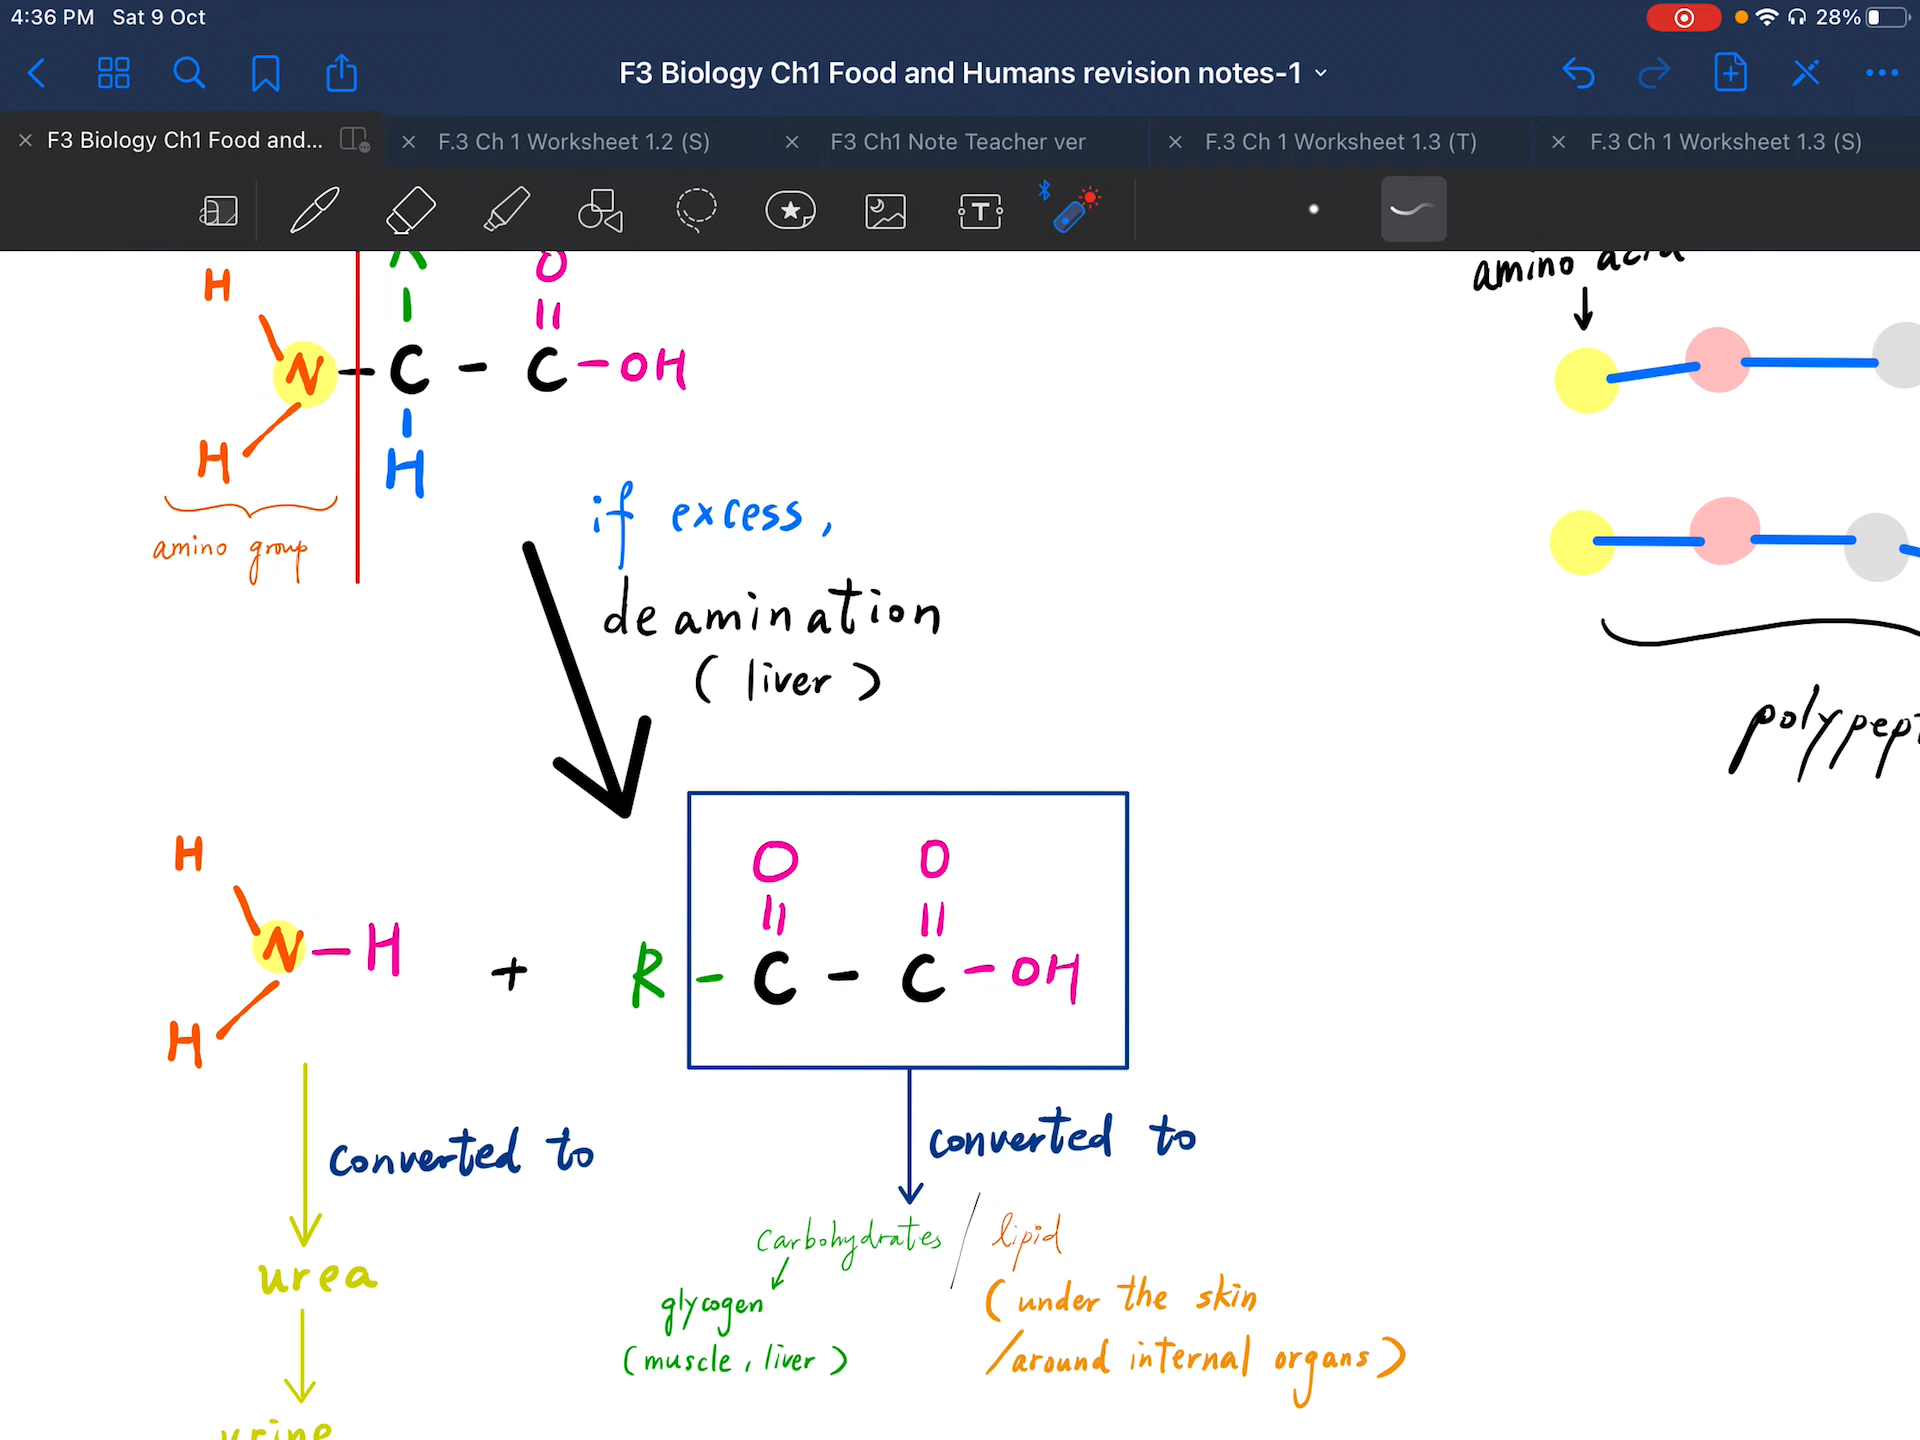 4:36 PM Sat 9 Oct
28%
F3 Biology Ch1 Food and Humans revision notes-1
F3 Biology Ch1 Food and...
F.3 Ch 1 Worksheet 1.2 (S)
F3 Ch1 Note Teacher ver
F.3 Ch 1 Worksheet 1.3 (T)
F.3 Ch 1 Worksheet 1.3 (S)
T
amino acid
H R O
N - C - C - OH
H H
amino group
if excess,
deamination
(liver)
polypept
H O O
N - H + R - C - C - OH
H
converted to
converted to
urea
carbohydrates / lipid
glycogen
(muscle, liver)
(under the skin
/around internal organs)
urine